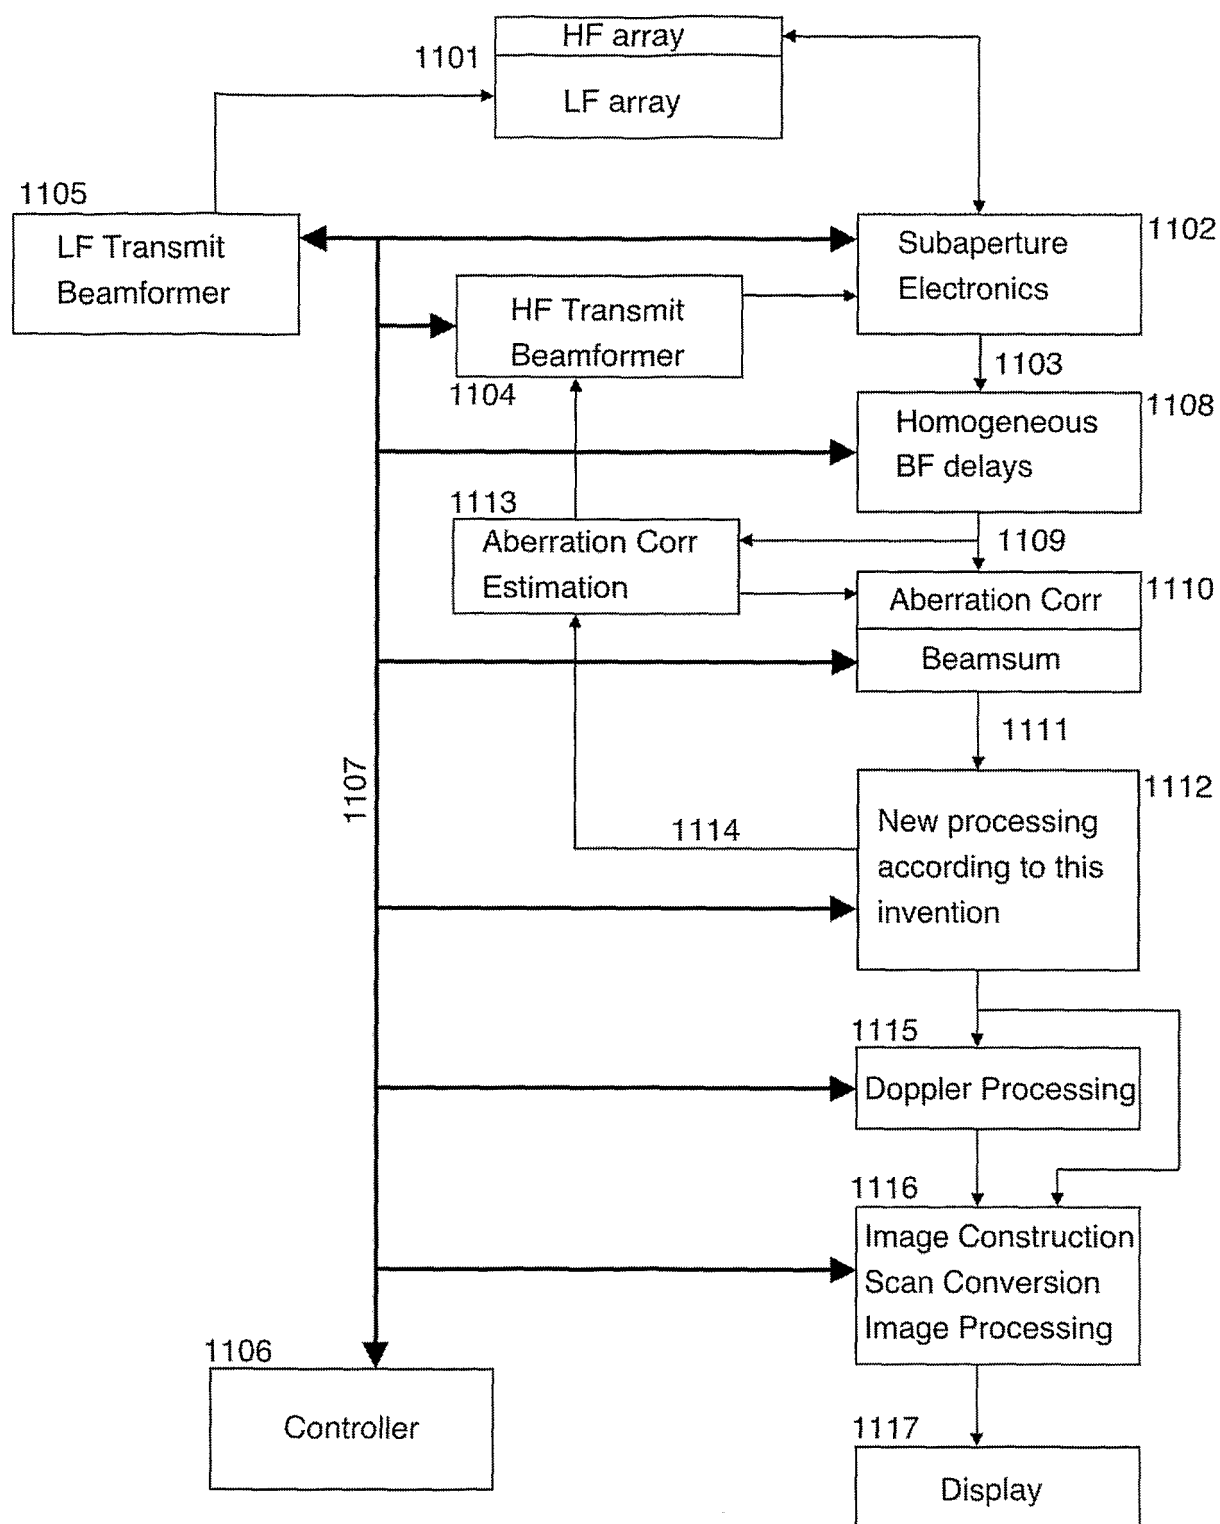 HF array
1101
LF array
1105
LF Transmit
Beamformer
Subaperture
Electronics
1102
HF Transmit
Beamformer
1104
1103
Homogeneous
BF delays
1108
1113
Aberration Corr
Estimation
1109
Aberration Corr
1110
Beamsum
1111
1107
1114
New processing
according to this
invention
1112
1115
Doppler Processing
1116
Image Construction
Scan Conversion
Image Processing
1106
Controller
1117
Display